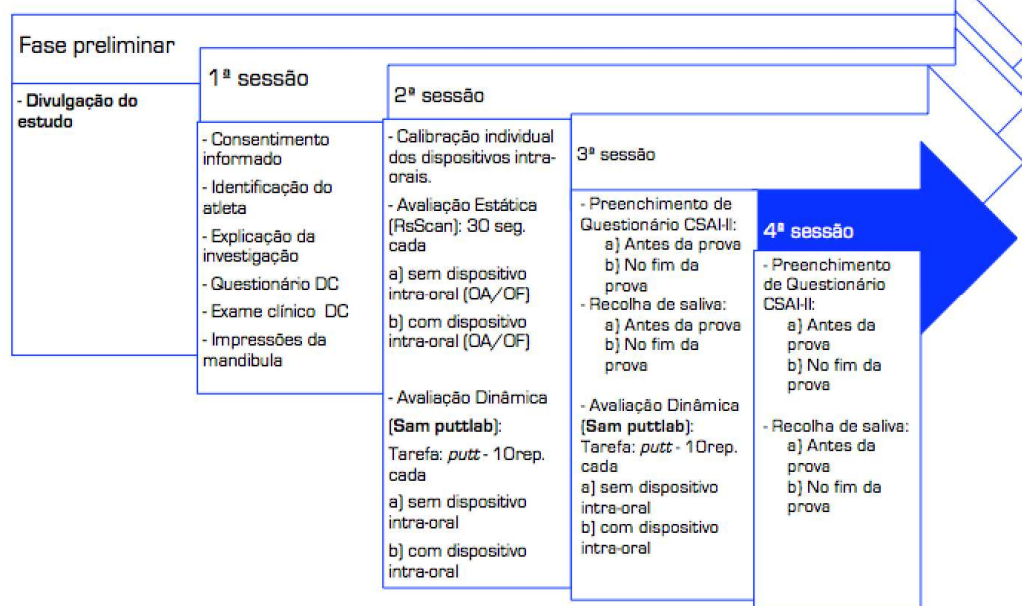 Fase preliminar
- Divulgação do
estudo
1ª sessão
- Consentimento
informado
- Identificação do
atleta
- Explicação da
investigação
- Questionário DC
- Exame clínico DC
- Impressões da
mandibula
2ª sessão
- Calibração individual
dos dispositivos intra-
orais.
- Avaliação Estática
(RsScan): 30 seg.
cada
a) sem dispositivo
intra-oral (OA/OF)
b) com dispositivo
intra-oral (OA/OF)
- Avaliação Dinâmica
(Sam puttlab):
Tarefa: putt - 10rep.
cada
a) sem dispositivo
intra-oral
b) com dispositivo
intra-oral
3ª sessão
- Preenchimento de
Questionário CSAI-II:
a) Antes da prova
b) No fim da
prova
- Recolha de saliva:
a) Antes da prova
b) No fim da
prova
- Avaliação Dinâmica
(Sam puttlab):
Tarefa: putt - 10rep.
cada
a) sem dispositivo
intra-oral
b) com dispositivo
intra-oral
4ª sessão
- Preenchimento
de Questionário
CSAI-II:
a) Antes da
prova
b) No fim da
prova
- Recolha de saliva:
a) Antes da
prova
b) No fim da
prova